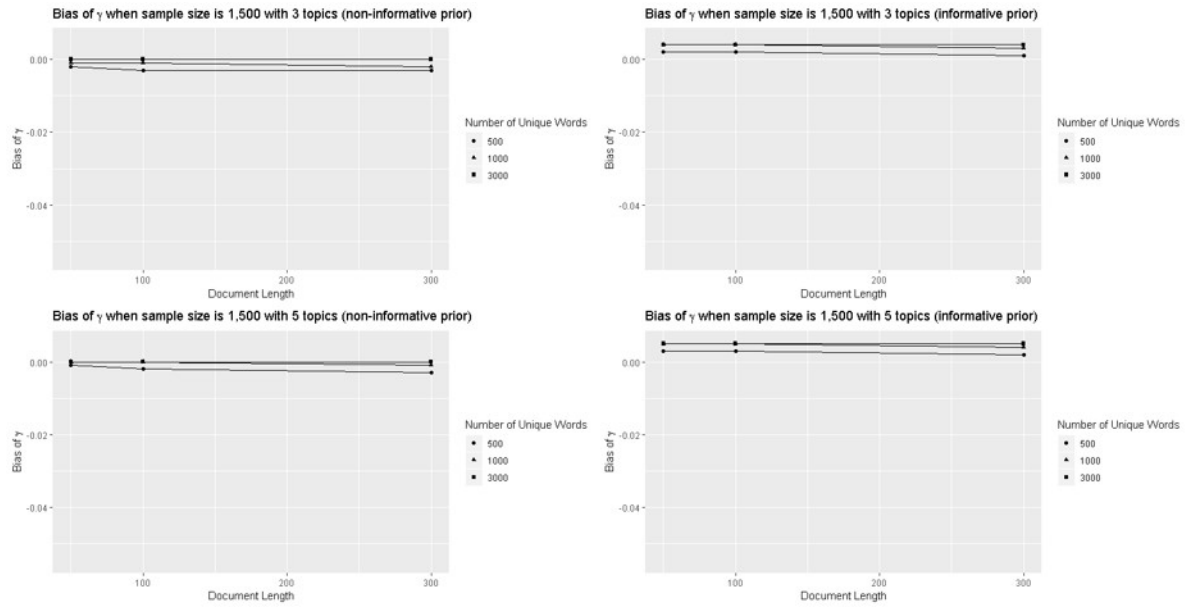 Bias of γ when sample size is 1,500 with 3 topics (non-informative prior)
0.00
-0.02
-0.04
Bias of γ
100
200
300
Document Length
Number of Unique Words
500
1000
3000
Bias of γ when sample size is 1,500 with 3 topics (informative prior)
0.00
-0.02
-0.04
Bias of γ
100
200
300
Document Length
Number of Unique Words
500
1000
3000
Bias of γ when sample size is 1,500 with 5 topics (non-informative prior)
0.00
-0.02
-0.04
Bias of γ
100
200
300
Document Length
Number of Unique Words
500
1000
3000
Bias of γ when sample size is 1,500 with 5 topics (informative prior)
0.00
-0.02
-0.04
Bias of γ
100
200
300
Document Length
Number of Unique Words
500
1000
3000